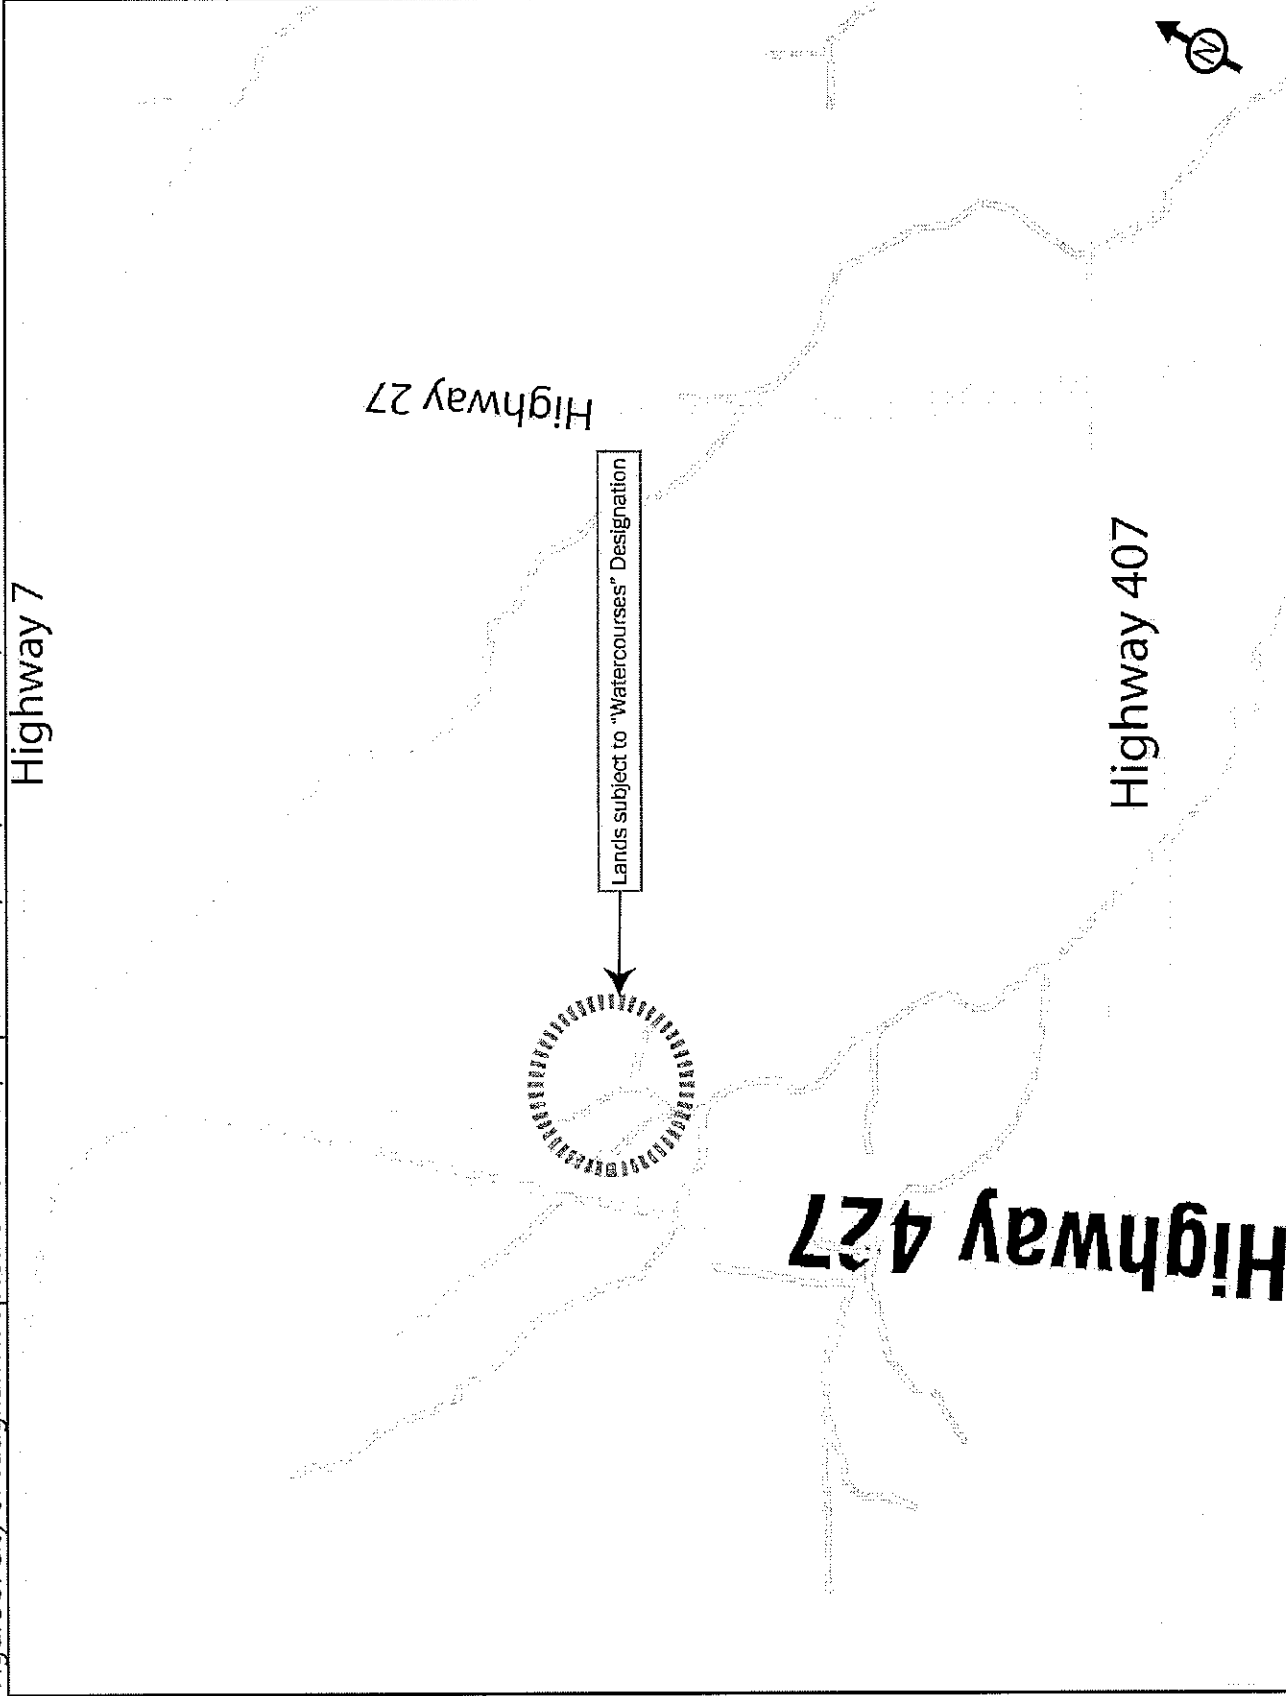 Highway 7
Highway 27
Lands subject to "Watercourses" Designation
Highway 407
Highway 427
N